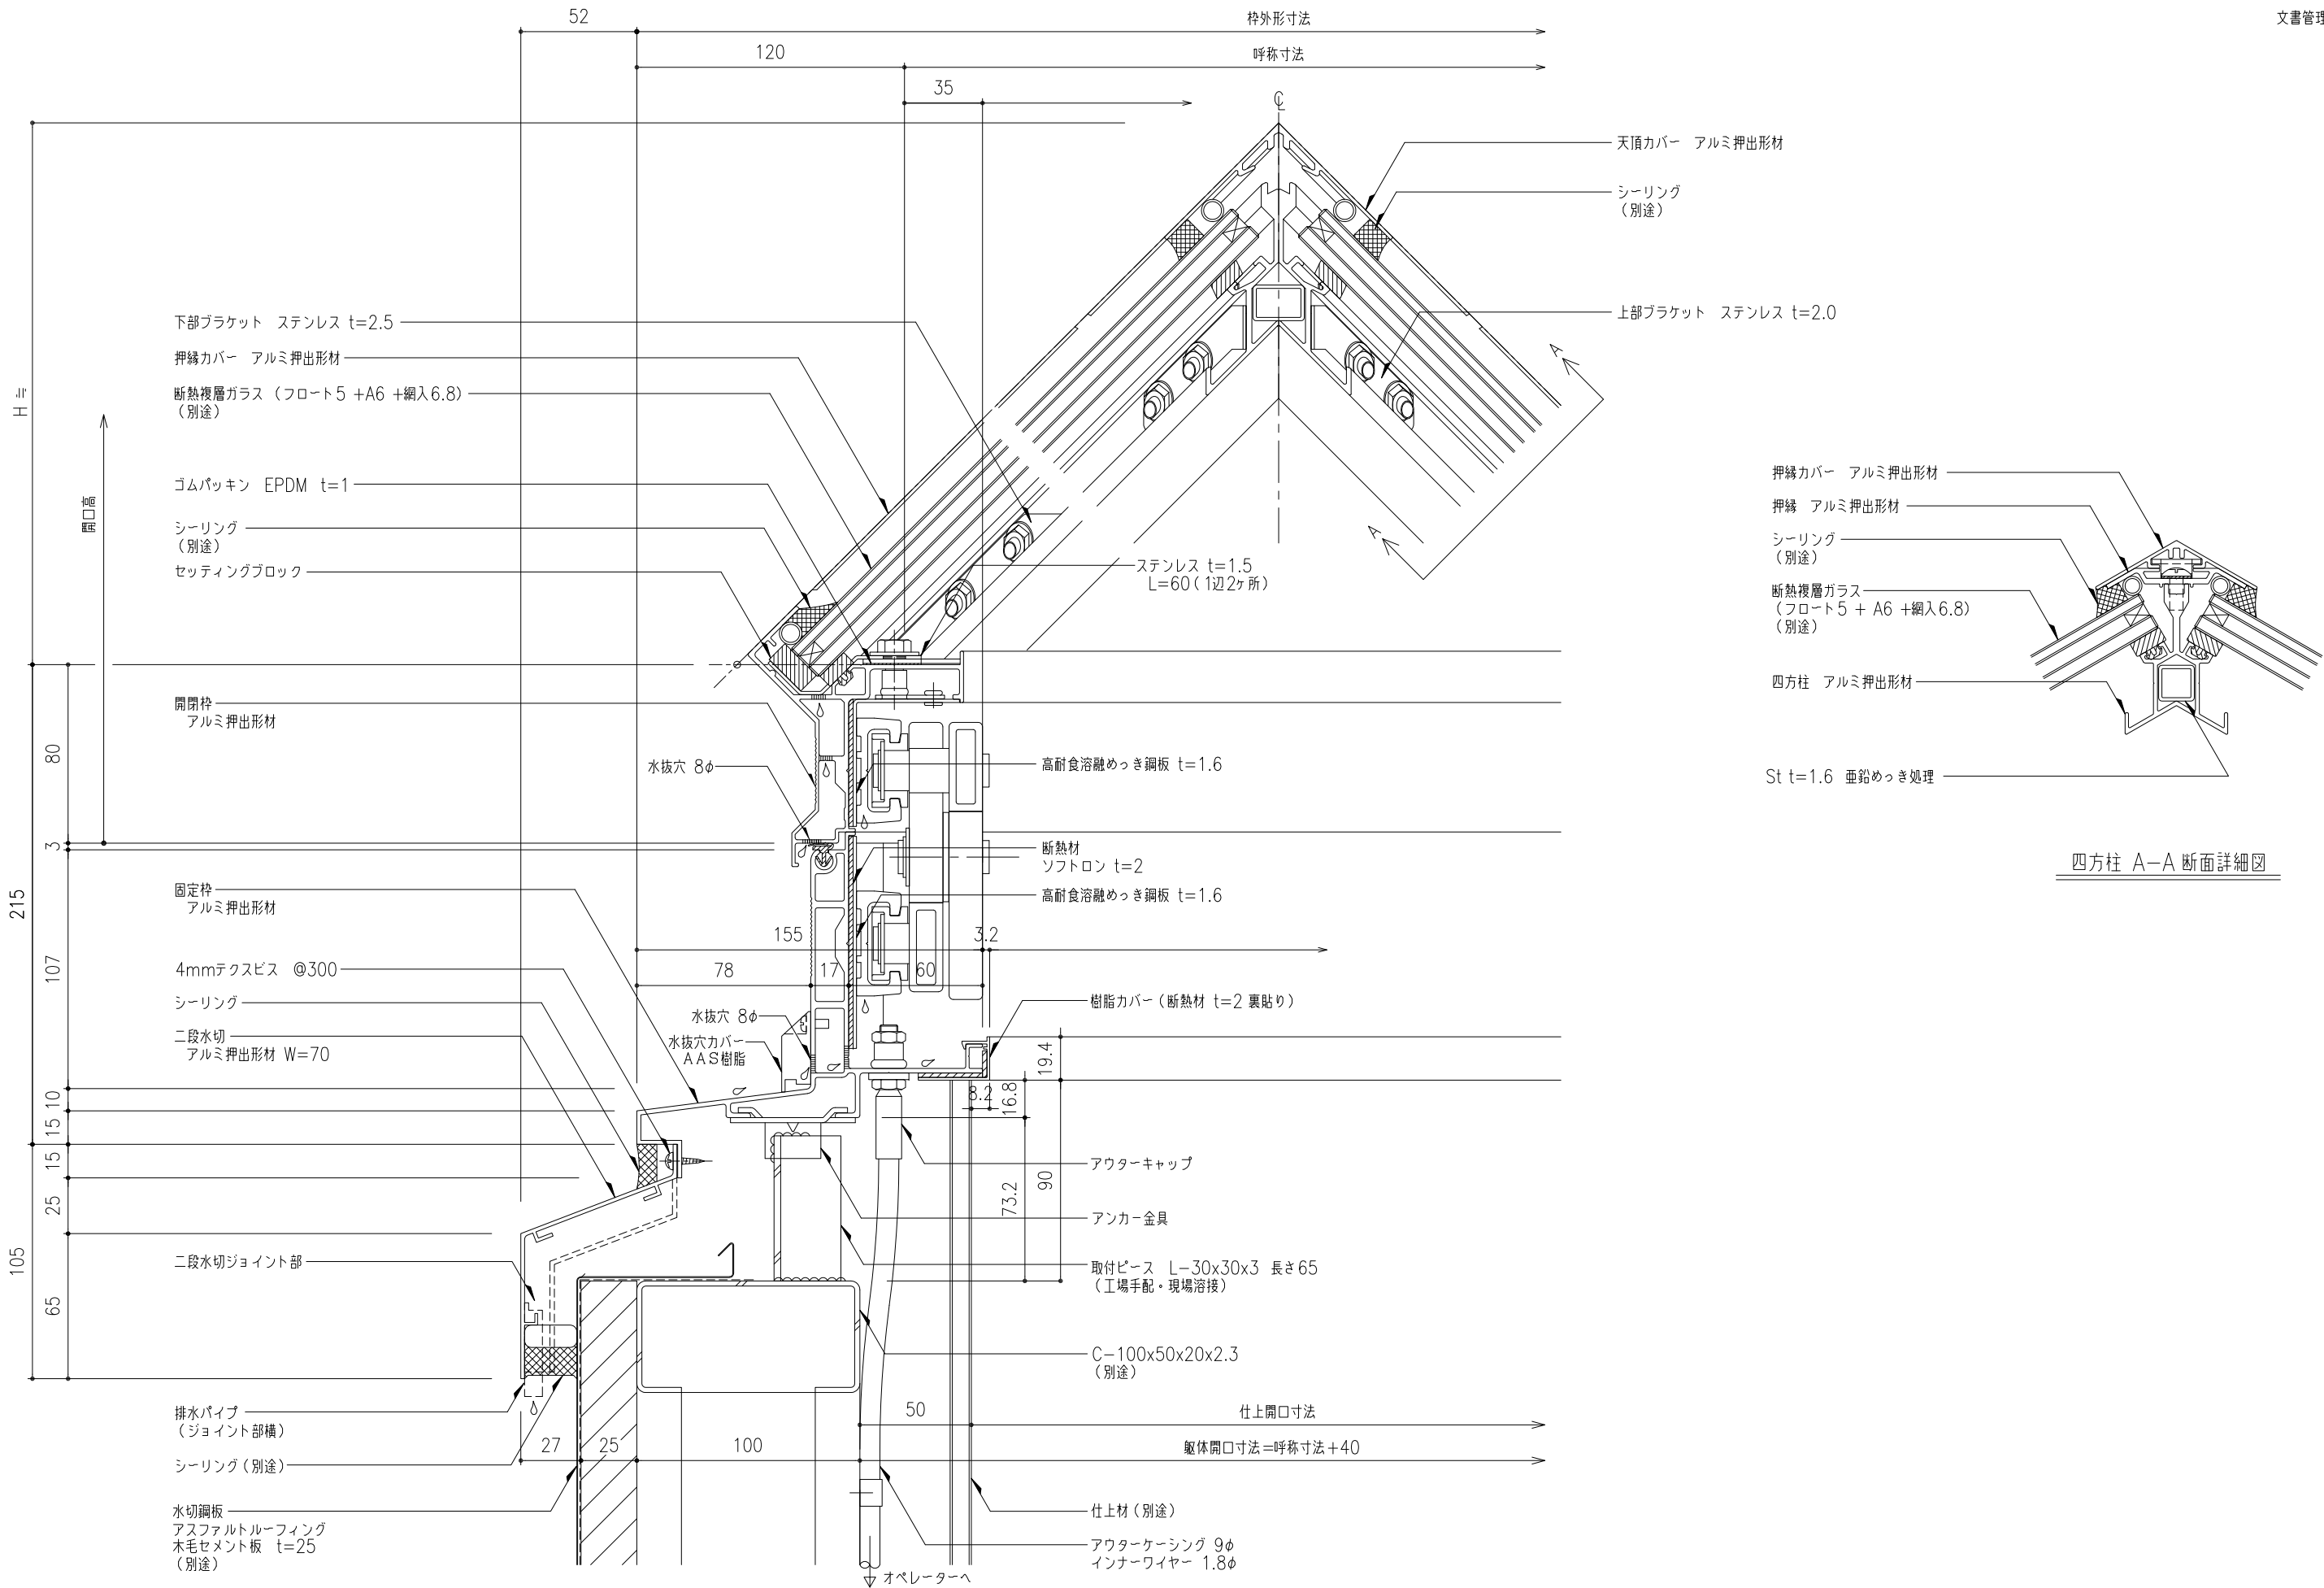 52
枠外形寸法
文書管理
120
呼称寸法
35
℄
天頂カバー　アルミ押出形材
シーリング
（別途）
上部ブラケット　ステンレス t=2.0
A
A
下部ブラケット　ステンレス t=2.5
押縁カバー　アルミ押出形材
断熱複層ガラス（フロート5 +A6 +網入6.8）
（別途）
ゴムパッキン　EPDM　t=1
シーリング
（別途）
セッティングブロック
H ≒
開口高
ステンレス t=1.5
L=60（1辺2ヶ所）
開閉枠
アルミ押出形材
水抜穴 8φ
高耐食溶融めっき鋼板 t=1.6
断熱材
ソフトロン t=2
高耐食溶融めっき鋼板 t=1.6
80
3
215
107
10
15
15
25
65
105
固定枠
アルミ押出形材
4mmテクスビス　@300
シーリング
二段水切
アルミ押出形材 W=70
155
3.2
78
17
60
水抜穴 8φ
水抜穴カバー
AAS樹脂
樹脂カバー（断熱材 t=2 裏貼り）
19.4
8.2
16.8
73.2
90
アウターキャップ
アンカー金具
取付ピース　L-30x30x3　長さ65
（工場手配・現場溶接）
C-100x50x20x2.3
（別途）
二段水切ジョイント部
排水パイプ
（ジョイント部横）
シーリング（別途）
水切鋼板
アスファルトルーフィング
木毛セメント板　t=25
（別途）
50
仕上開口寸法
27
25
100
躯体開口寸法=呼称寸法+40
仕上材（別途）
アウターケーシング 9φ
インナーワイヤー 1.8φ
オペレーターへ
押縁カバー　アルミ押出形材
押縁　アルミ押出形材
シーリング
（別途）
断熱複層ガラス
（フロート5 + A6 +網入6.8）
（別途）
四方柱　アルミ押出形材
St t=1.6　亜鉛めっき処理
四方柱 A-A 断面詳細図